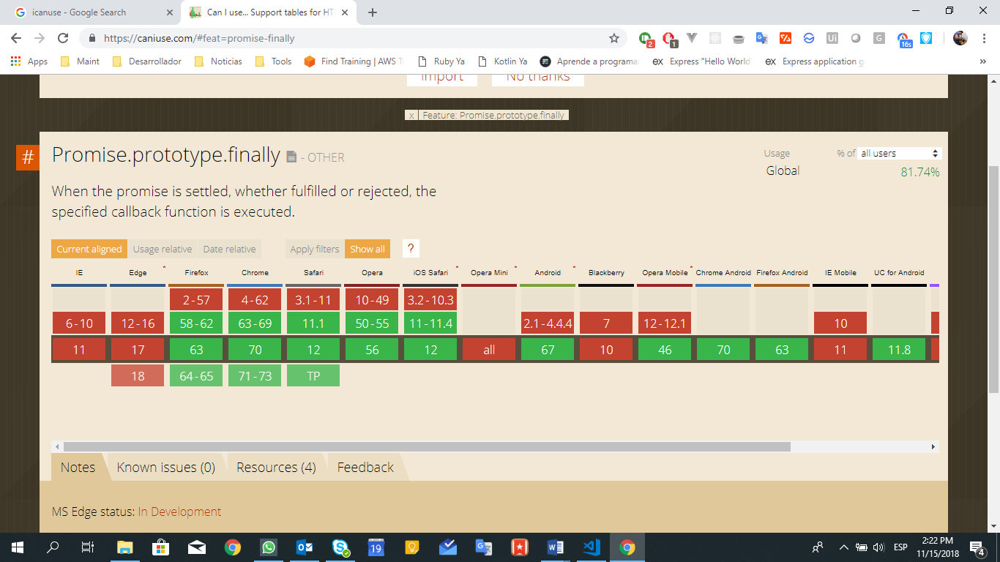 icanuse - Google Search
Can I use... Support tables for HT
https://caniuse.com/#feat=promise-finally
2 1 Ui G 16s
Apps Maint Desarrollador Noticias Tools Find Training | AWS T Ruby Ya Kotlin Ya Aprende a programa ex Express "Hello World ex Express application g »
Import No thanks
x Feature: Promise.prototype.finally
# Promise.prototype.finally - OTHER
Usage % of all users
Global 81.74%
When the promise is settled, whether fulfilled or rejected, the
specified callback function is executed.
Current aligned Usage relative Date relative Apply filters Show all ?
IE Edge * Firefox Chrome Safari Opera iOS Safari * Opera Mini * Android * Blackberry Opera Mobile * Chrome Android Firefox Android IE Mobile UC for Android
2-57 4-62 3.1-11 10-49 3.2-10.3
6-10 12-16 58-62 63-69 11.1 50-55 11-11.4 2.1-4.4.4 7 12-12.1 10
11 17 63 70 12 56 12 all 67 10 46 70 63 11 11.8
18 64-65 71-73 TP
Notes Known issues (0) Resources (4) Feedback
MS Edge status: In Development
19 ESP 2:22 PM
11/15/2018 4